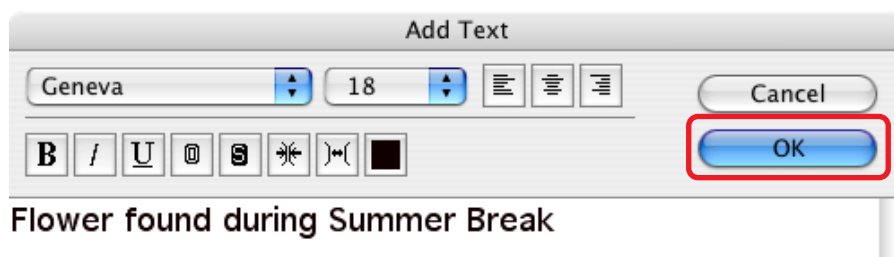 Add Text
Geneva 18 Cancel
B I U O S OK
Flower found during Summer Break